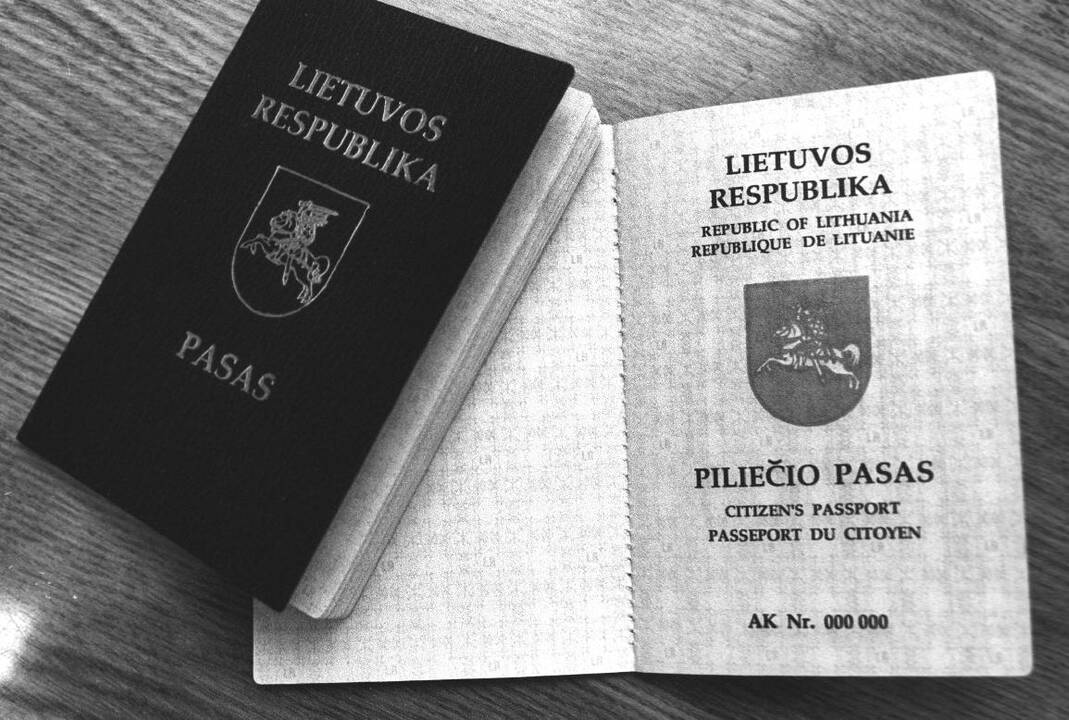 LIETUVOS
RESPUBLIKA
PASAS
LIETUVOS
RESPUBLIKA
REPUBLIC OF LITHUANIA
REPUBLIQUE DE LITUANIE
PILIEČIO PASAS
CITIZEN'S PASSPORT
PASSEPORT DU CITOYEN
AK Nr. 000 000